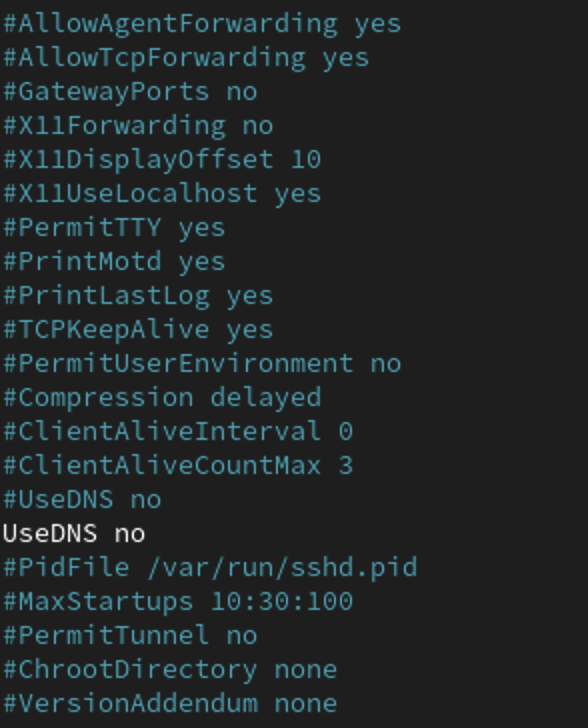 #AllowAgentForwarding yes
#AllowTcpForwarding yes
#GatewayPorts no
#X11Forwarding no
#X11DisplayOffset 10
#X11UseLocalhost yes
#PermitTTY yes
#PrintMotd yes
#PrintLastLog yes
#TCPKeepAlive yes
#PermitUserEnvironment no
#Compression delayed
#ClientAliveInterval 0
#ClientAliveCountMax 3
#UseDNS no
UseDNS no
#PidFile /var/run/sshd.pid
#MaxStartups 10:30:100
#PermitTunnel no
#ChrootDirectory none
#VersionAddendum none